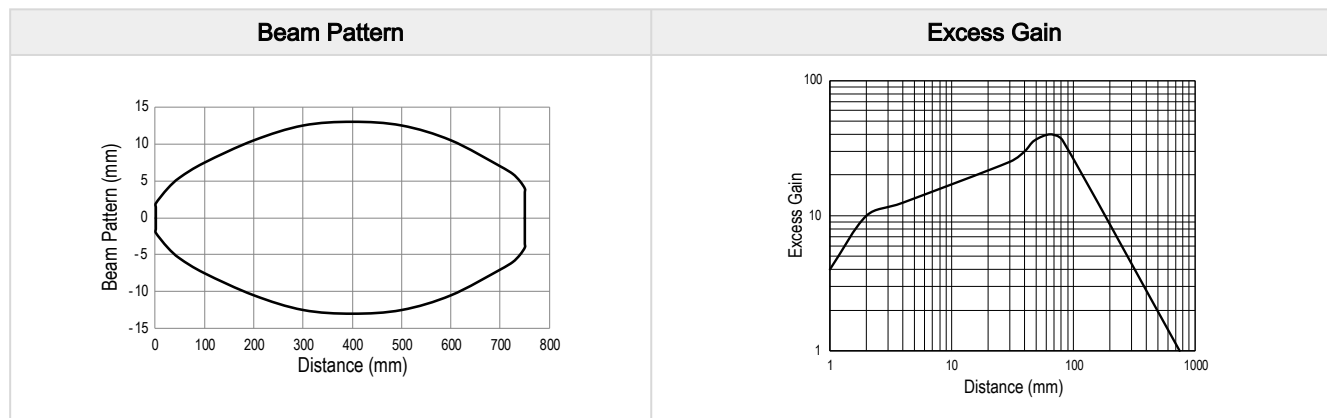 Beam Pattern
Excess Gain
15
10
5
0
-5
-10
-15
Beam Pattern (mm)
0 100 200 300 400 500 600 700 800
Distance (mm)
100
10
1
Excess Gain
1 10 100 1000
Distance (mm)